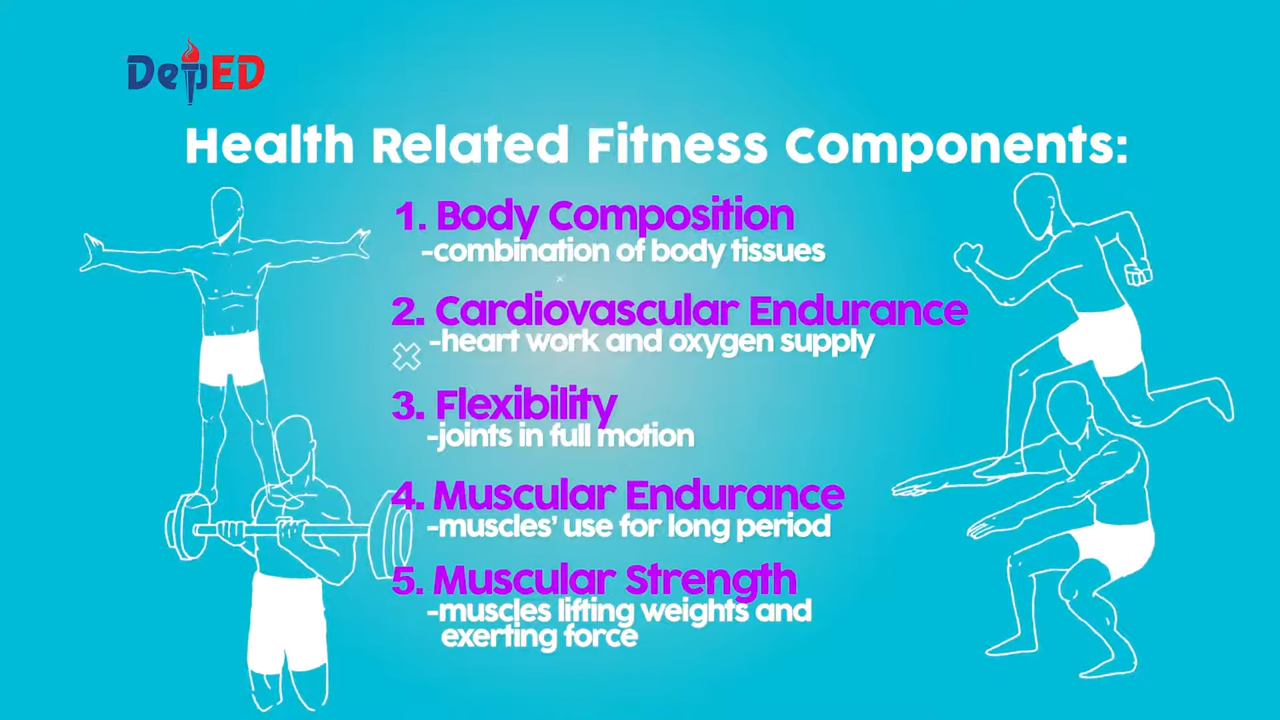 DepED
Health Related Fitness Components:
1. Body Composition
-combination of body tissues
2. Cardiovascular Endurance
-heart work and oxygen supply
3. Flexibility
-joints in full motion
4. Muscular Endurance
-muscles' use for long period
5. Muscular Strength
-muscles lifting weights and
exerting force